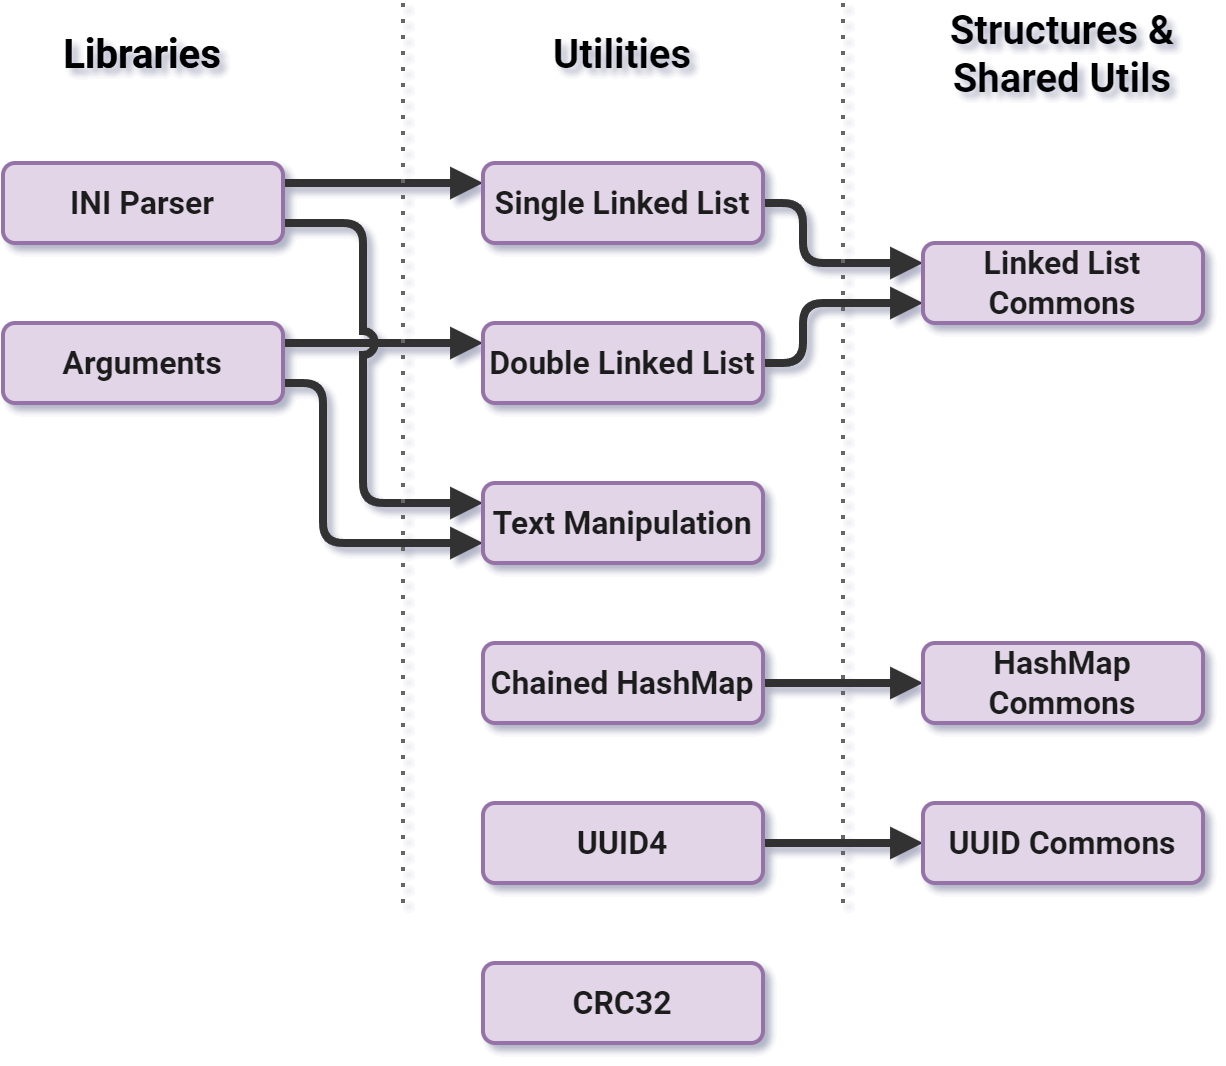 Libraries
Utilities
Structures &
Shared Utils
INI Parser
Single Linked List
Linked List
Commons
Arguments
Double Linked List
Text Manipulation
Chained HashMap
HashMap
Commons
UUID4
UUID Commons
CRC32